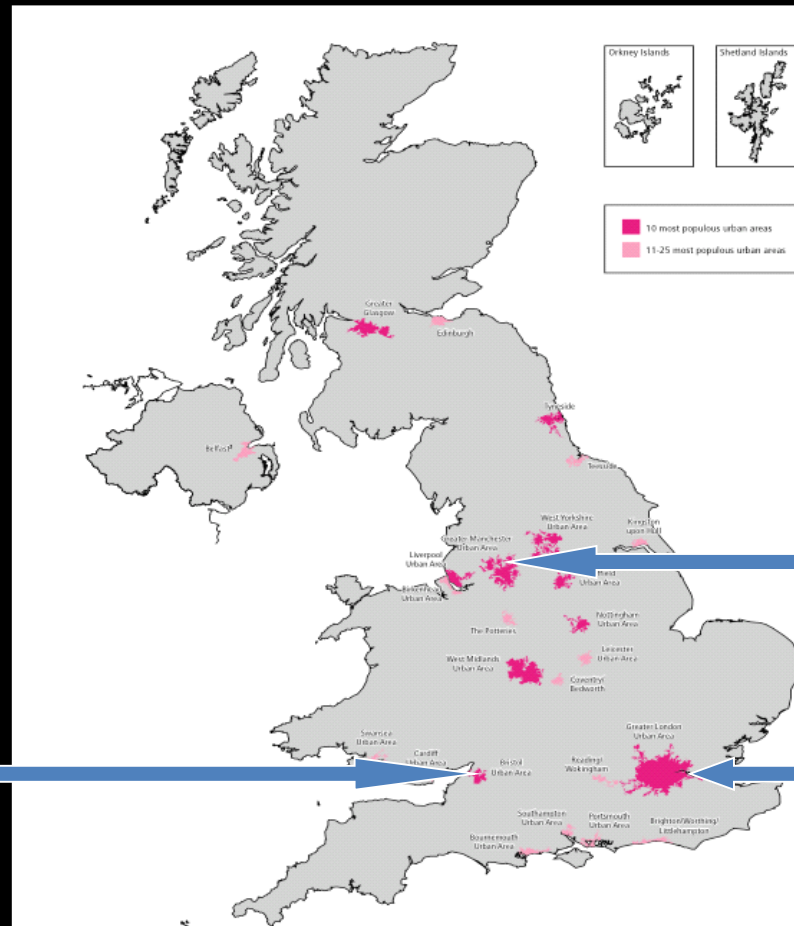 Orkney Islands
Shetland Islands
10 most populous urban areas
11-25 most populous urban areas
Greater
Glasgow
Edinburgh
Tyneside
Teesside
Belfast
West Yorkshire
Urban Area
Kingston
upon Hull
Greater Manchester
Urban Area
Liverpool
Urban Area
Birkenhead
Urban Area
Urban Area
The Potteries
Nottingham
Urban Area
Leicester
Urban Area
West Midlands
Urban Area
Coventry/
Bedworth
Greater London
Urban Area
Swansea
Urban Area
Cardiff
Urban Area
Bristol
Urban Area
Reading/
Wokingham
Southampton
Urban Area
Portsmouth
Urban Area
Brighton/Worthing/
Littlehampton
Bournemouth
Urban Area